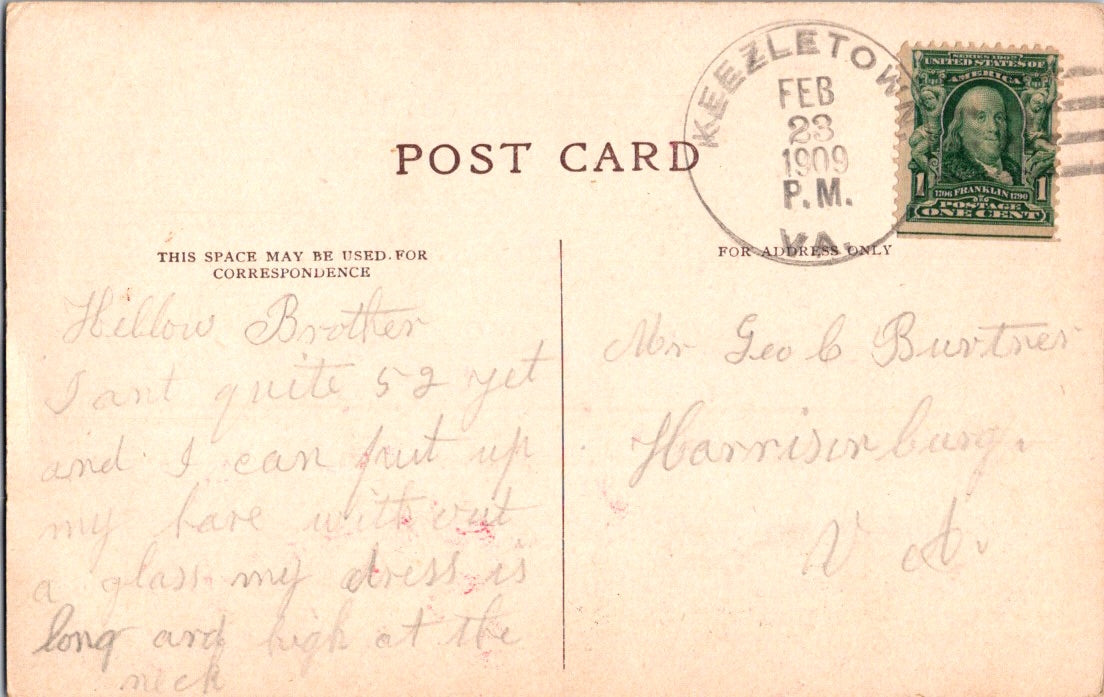 POST CARD
KEEZLETOWN
FEB
23
1909
P.M.
VA.
SERIES 1902
UNITED STATES OF
AMERICA
1 1706 FRANKLIN 1790 1
POSTAGE
ONE CENT
THIS SPACE MAY BE USED FOR
CORRESPONDENCE
FOR ADDRESS ONLY
Hellow Brother
I ant quite 52 yet
and I can put up
my hare without
a glass my dress is
long and high at the
neck
Mr Geo C Burtner
Harrisonburg.
V A.